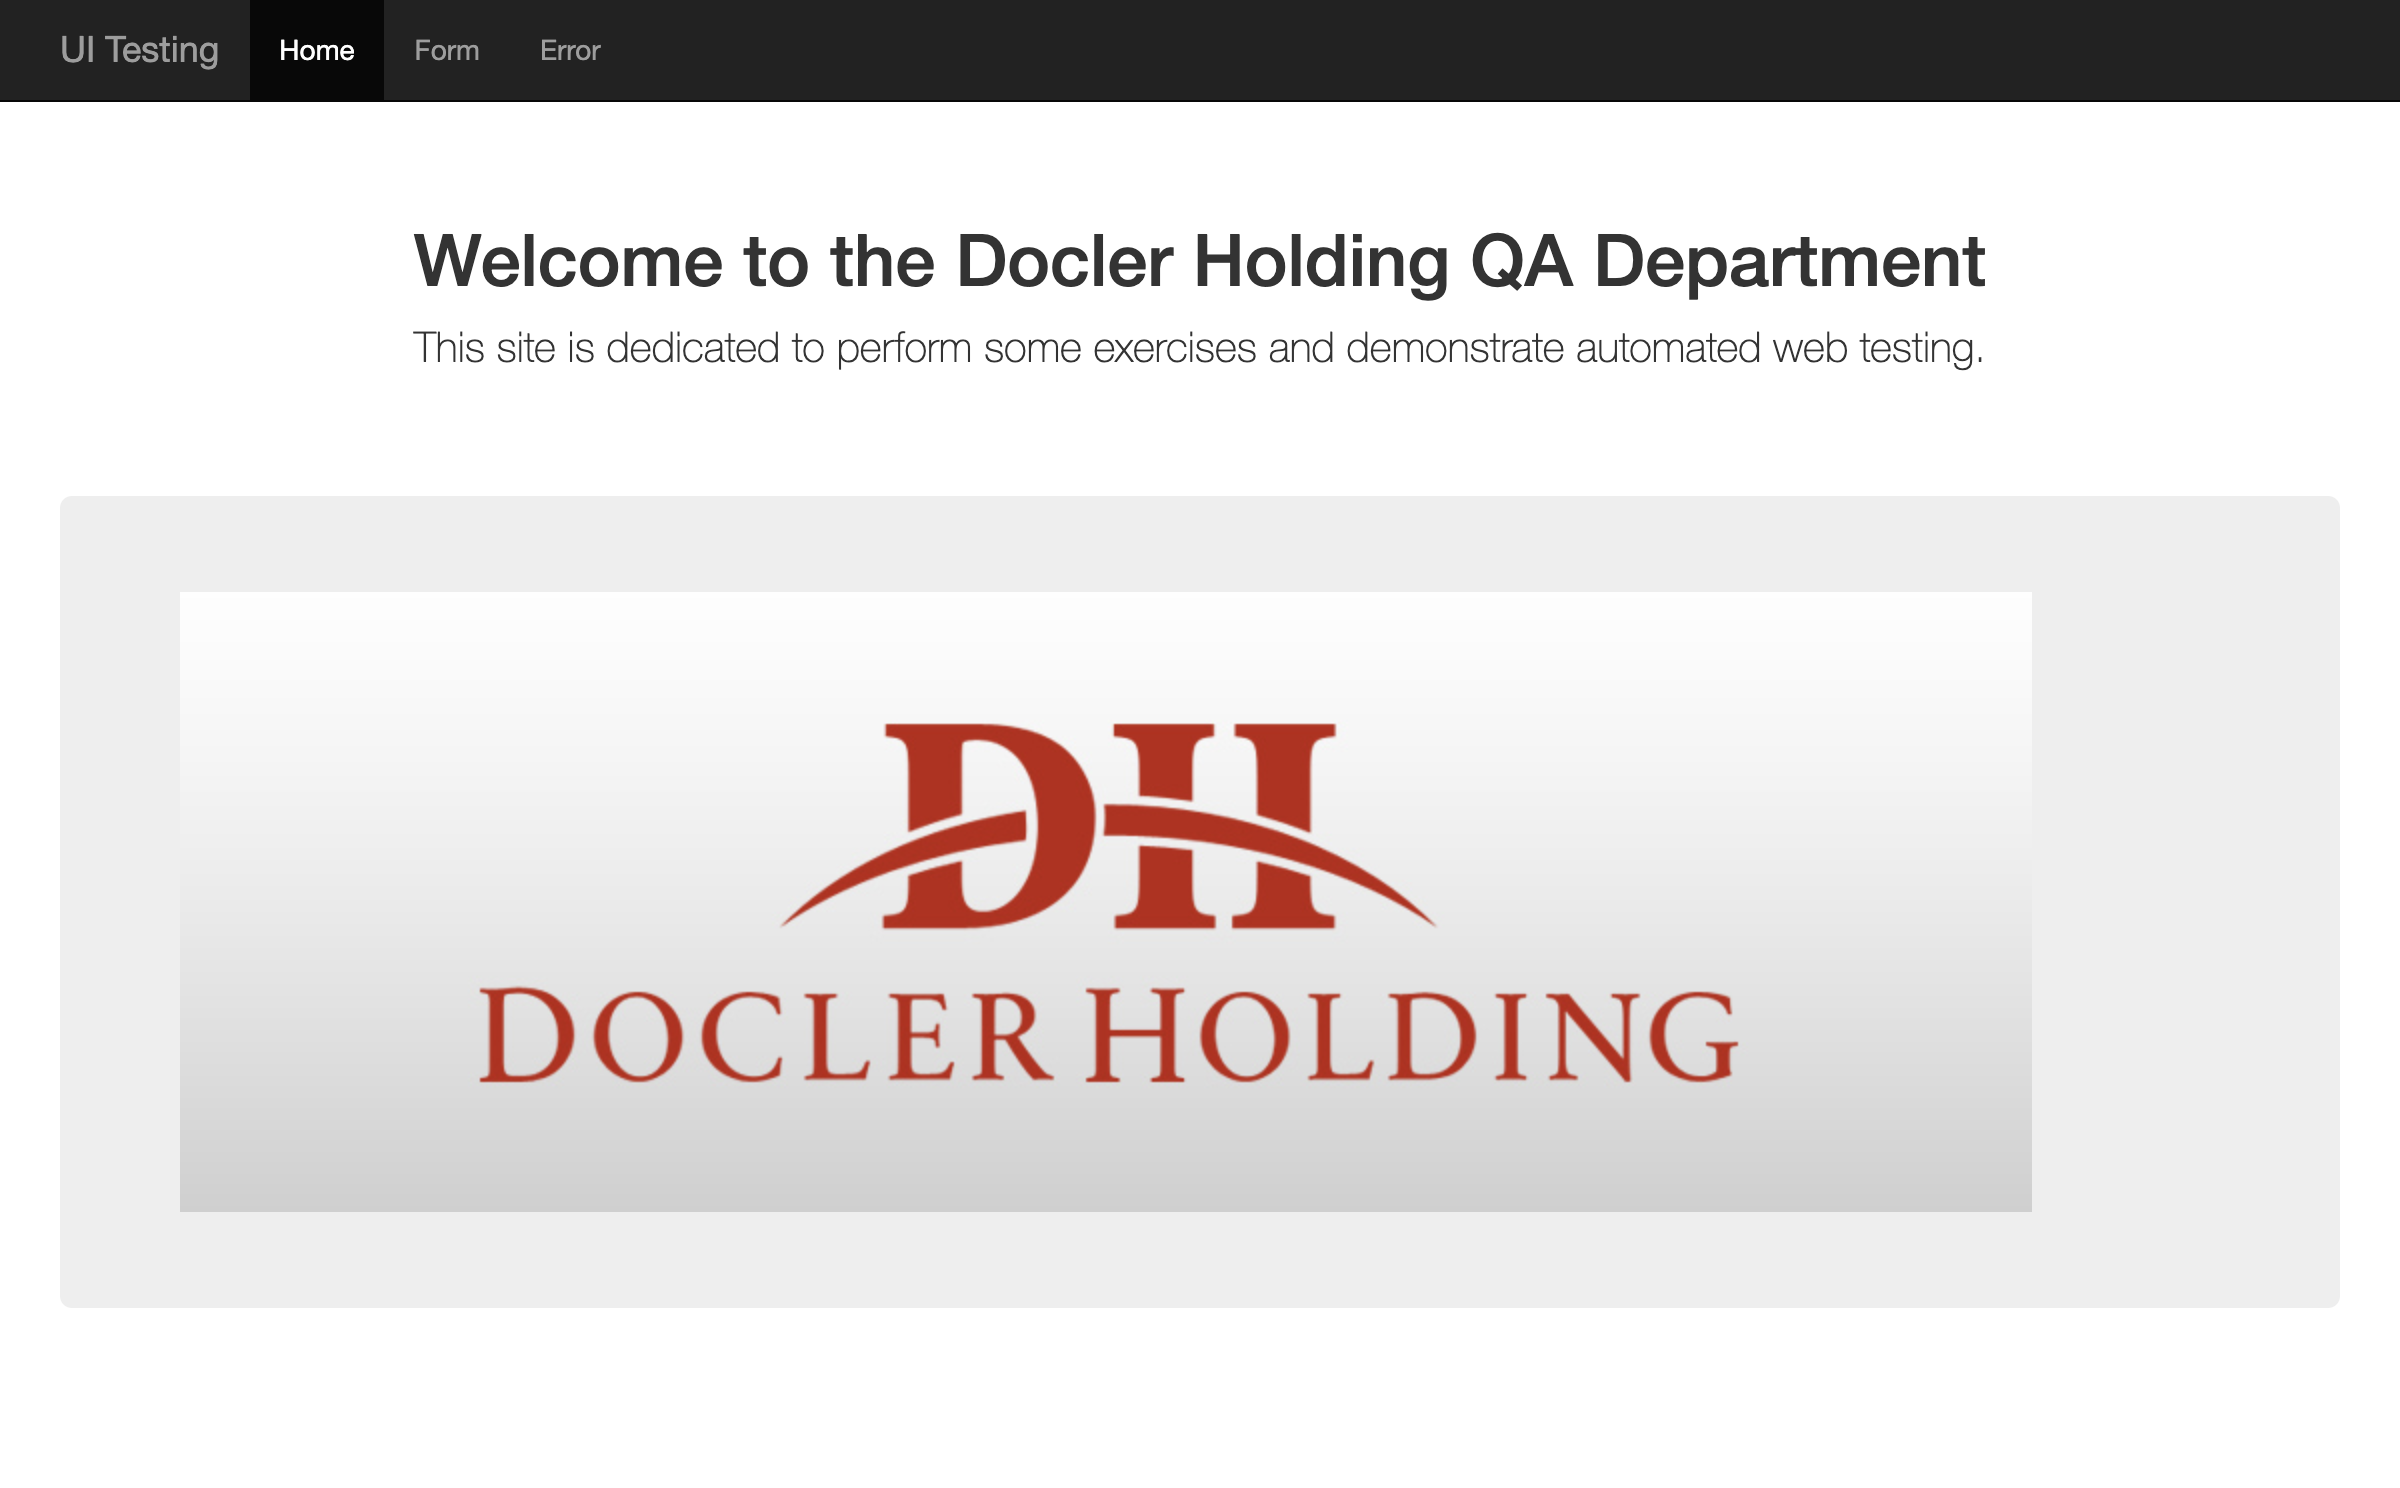 UI Testing Home Form Error
Welcome to the Docler Holding QA Department
This site is dedicated to perform some exercises and demonstrate automated web testing.
DH
DOCLER HOLDING